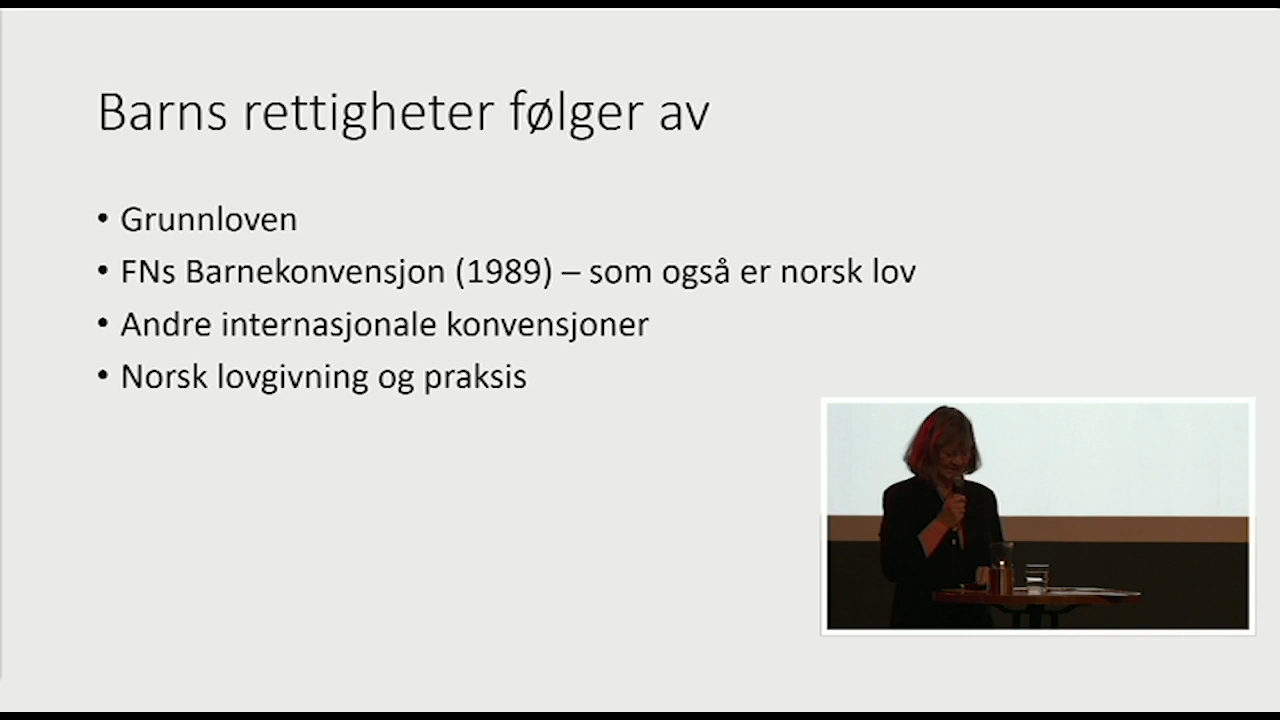 Barns rettigheter følger av
• Grunnloven
• FNs Barnekonvensjon (1989) – som også er norsk lov
• Andre internasjonale konvensjoner
• Norsk lovgivning og praksis